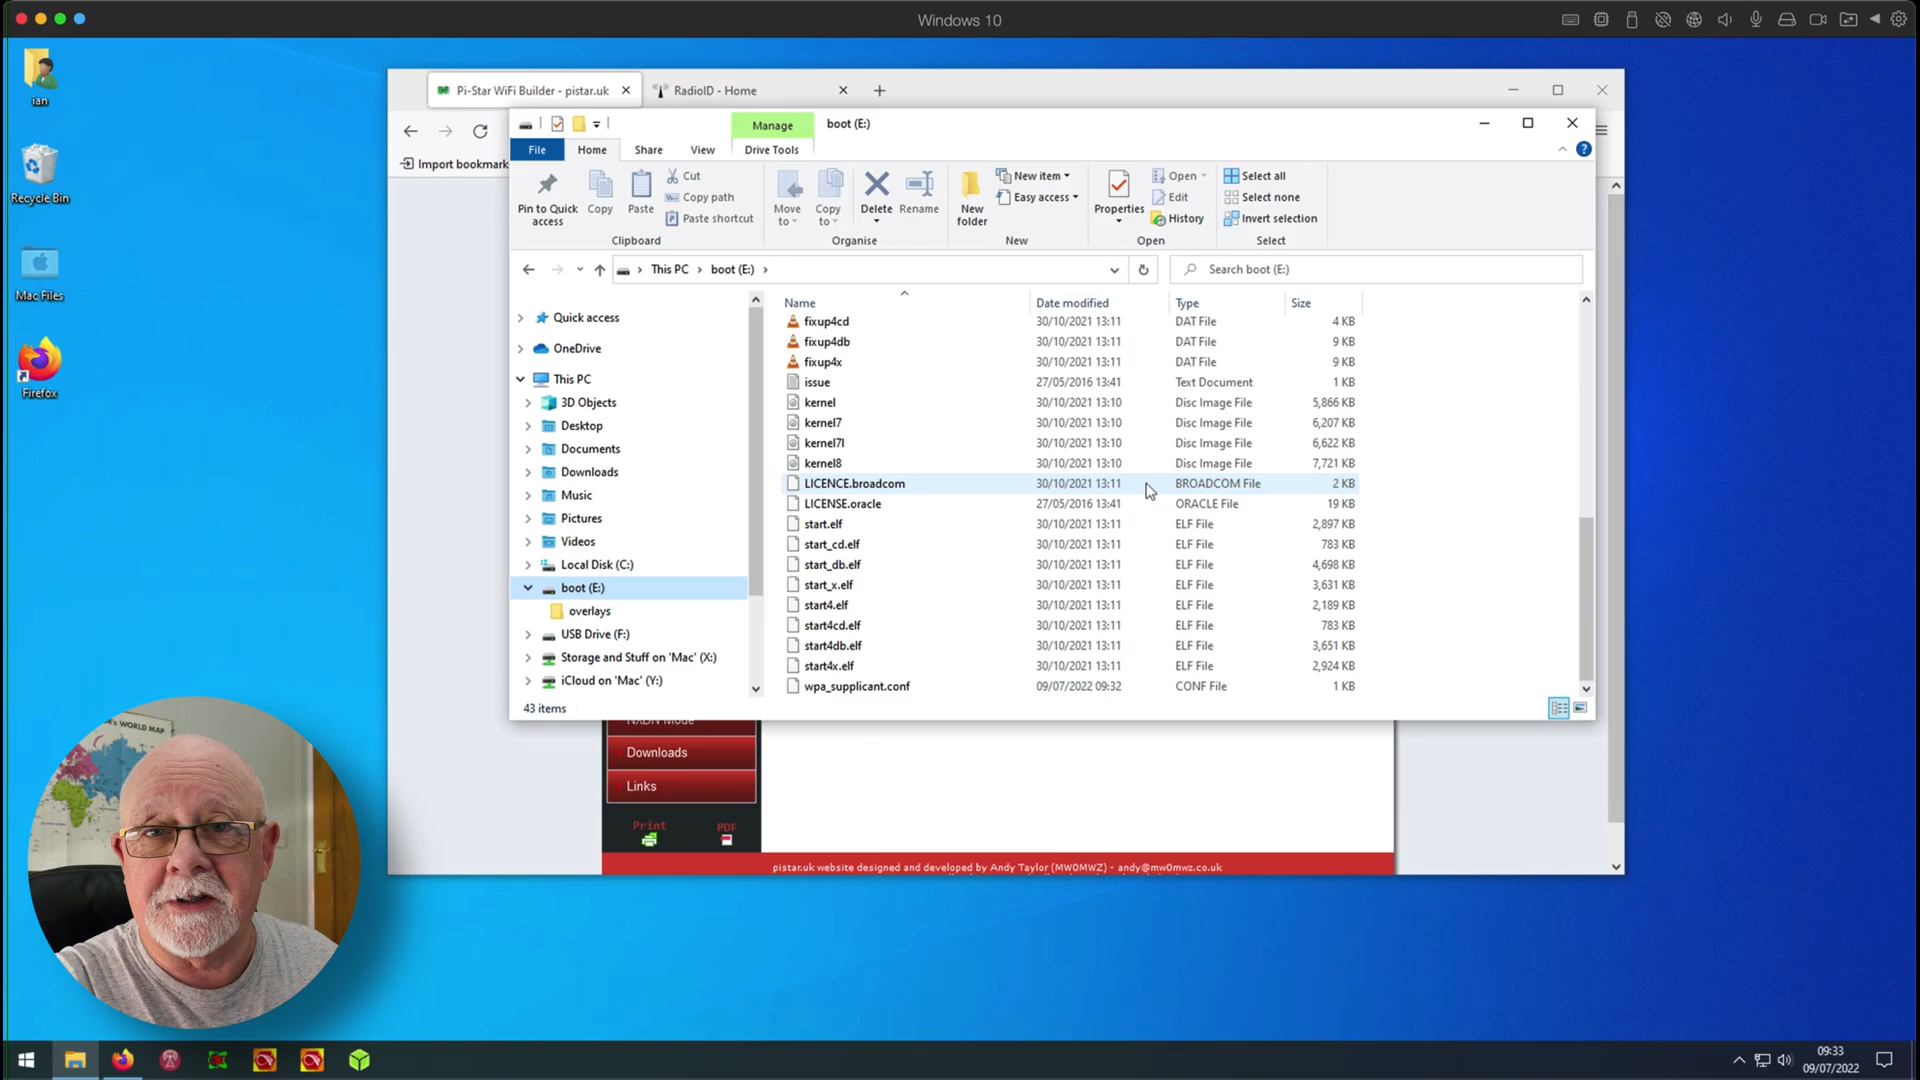 Windows 10
ian
Recycle Bin
Mac Files
Firefox
Pi-Star WiFi Builder - pistar.uk
RadioID - Home
Import bookmark
Manage
boot (E:)
File
Home
Share
View
Drive Tools
Pin to Quick
access
Copy
Paste
Cut
Copy path
Paste shortcut
Clipboard
Move
to
Copy
to
Delete
Rename
Organise
New
folder
New item
Easy access
New
Properties
Open
Edit
History
Open
Select all
Select none
Invert selection
Select
This PC > boot (E:) >
Search boot (E:)
Quick access
OneDrive
This PC
3D Objects
Desktop
Documents
Downloads
Music
Pictures
Videos
Local Disk (C:)
boot (E:)
overlays
USB Drive (F:)
Storage and Stuff on 'Mac' (X:)
iCloud on 'Mac' (Y:)
Name Date modified Type Size
fixup4cd 30/10/2021 13:11 DAT File 4 KB
fixup4db 30/10/2021 13:11 DAT File 9 KB
fixup4x 30/10/2021 13:11 DAT File 9 KB
issue 27/05/2016 13:41 Text Document 1 KB
kernel 30/10/2021 13:10 Disc Image File 5,866 KB
kernel7 30/10/2021 13:10 Disc Image File 6,207 KB
kernel7l 30/10/2021 13:10 Disc Image File 6,622 KB
kernel8 30/10/2021 13:10 Disc Image File 7,721 KB
LICENCE.broadcom 30/10/2021 13:11 BROADCOM File 2 KB
LICENSE.oracle 27/05/2016 13:41 ORACLE File 19 KB
start.elf 30/10/2021 13:11 ELF File 2,897 KB
start_cd.elf 30/10/2021 13:11 ELF File 783 KB
start_db.elf 30/10/2021 13:11 ELF File 4,698 KB
start_x.elf 30/10/2021 13:11 ELF File 3,631 KB
start4.elf 30/10/2021 13:11 ELF File 2,189 KB
start4cd.elf 30/10/2021 13:11 ELF File 783 KB
start4db.elf 30/10/2021 13:11 ELF File 3,651 KB
start4x.elf 30/10/2021 13:11 ELF File 2,924 KB
wpa_supplicant.conf 09/07/2022 09:32 CONF File 1 KB
43 items
NXDN Mode
Downloads
Links
Print
PDF
pistar.uk website designed and developed by Andy Taylor (MW0MWZ) - andy@mw0mwz.co.uk
WORLD MAP
09:33
09/07/2022